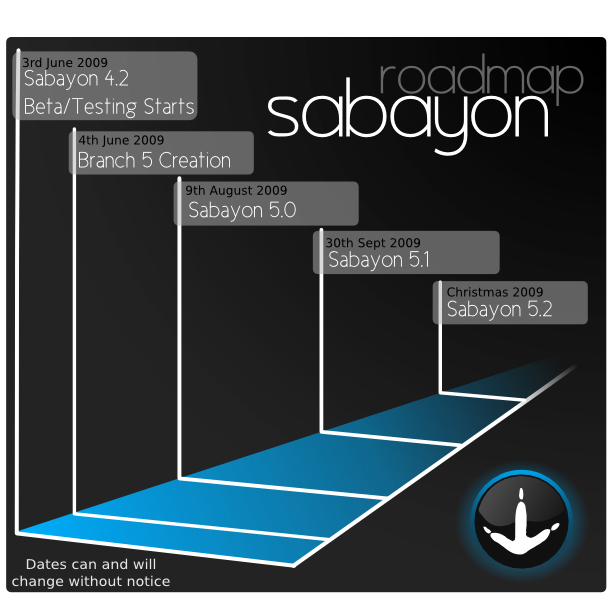 roadmap
sabayon
3rd June 2009
Sabayon 4.2
Beta/Testing Starts
4th June 2009
Branch 5 Creation
9th August 2009
Sabayon 5.0
30th Sept 2009
Sabayon 5.1
Christmas 2009
Sabayon 5.2
Dates can and will
change without notice